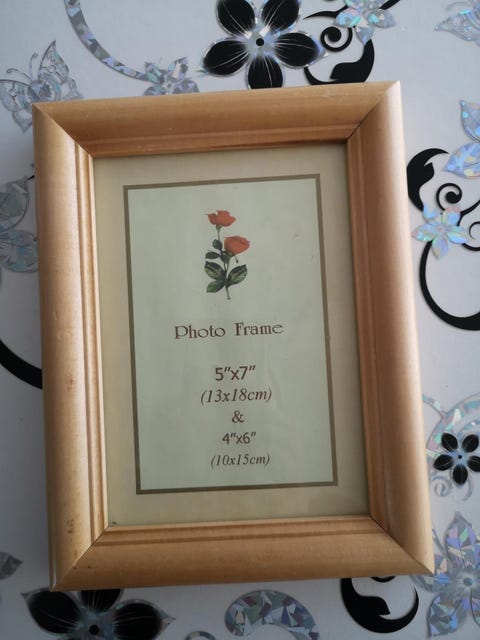 Photo Frame
5"x7"
(13x18cm)
&
4"x6"
(10x15cm)